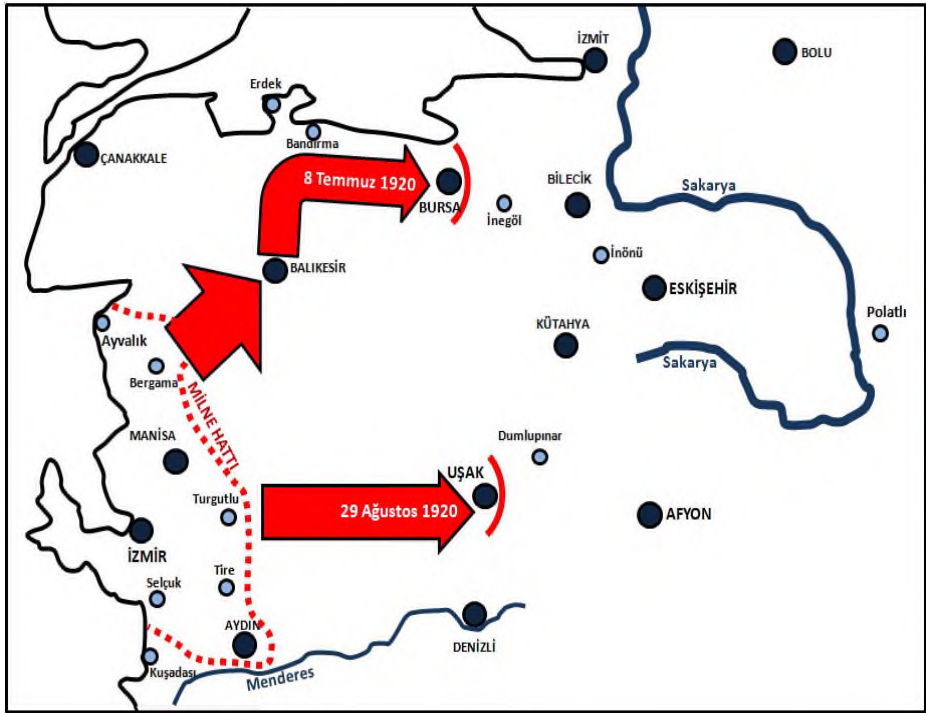 İZMİT
BOLU
Erdek
Bandırma
ÇANAKKALE
8 Temmuz 1920
BURSA
BİLECİK
Sakarya
İnegöl
İnönü
BALIKESİR
ESKİŞEHİR
Polatlı
Ayvalık
KÜTAHYA
Sakarya
Bergama
MİLNE HATTI
MANİSA
Dumlupınar
UŞAK
Turgutlu
29 Ağustos 1920
AFYON
İZMİR
Tire
Selçuk
AYDIN
DENİZLİ
Kuşadası
Menderes